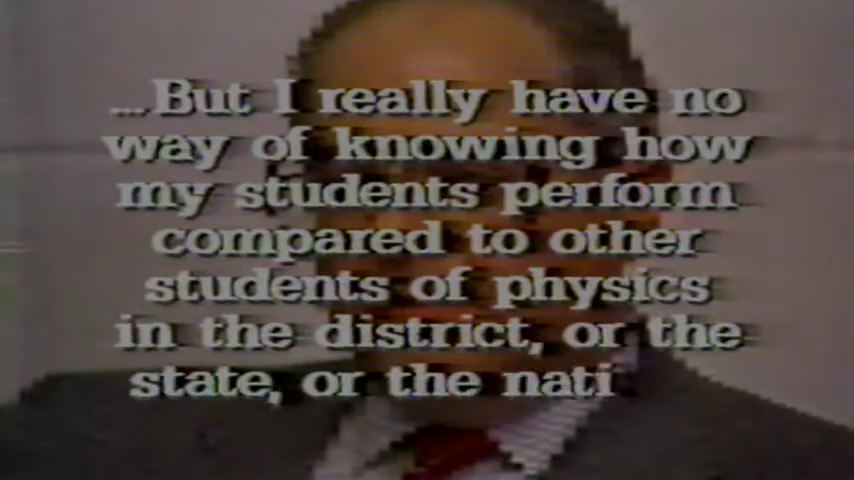 ...But I really have no
way of knowing how
my students perform
compared to other
students of physics
in the district, or the
state, or the nati